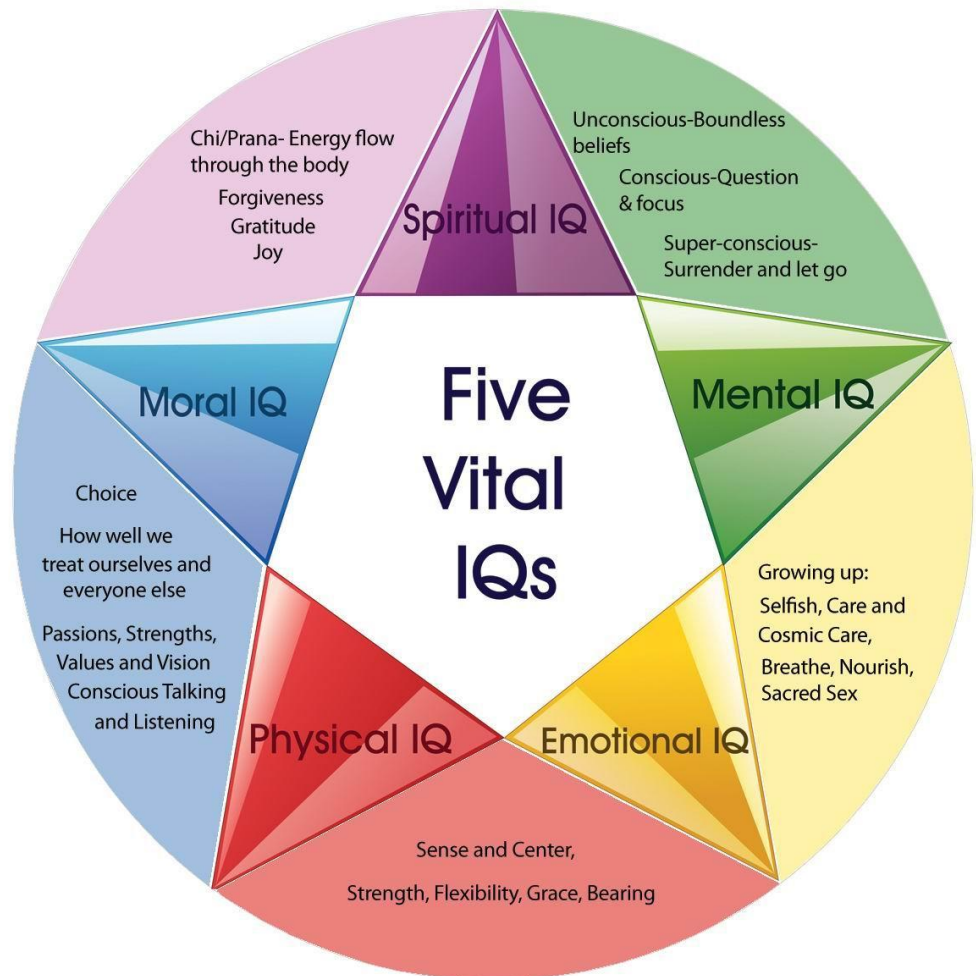 Chi/Prana- Energy flow
through the body
Forgiveness
Gratitude
Joy
Spiritual IQ
Unconscious-Boundless
beliefs
Conscious-Question
& focus
Super-conscious-
Surrender and let go
Moral IQ
Five
Vital
IQs
Mental IQ
Choice
How well we
treat ourselves and
everyone else
Passions, Strengths,
Values and Vision
Conscious Talking
and Listening
Growing up:
Selfish, Care and
Cosmic Care,
Breathe, Nourish,
Sacred Sex
Physical IQ
Emotional IQ
Sense and Center,
Strength, Flexibility, Grace, Bearing